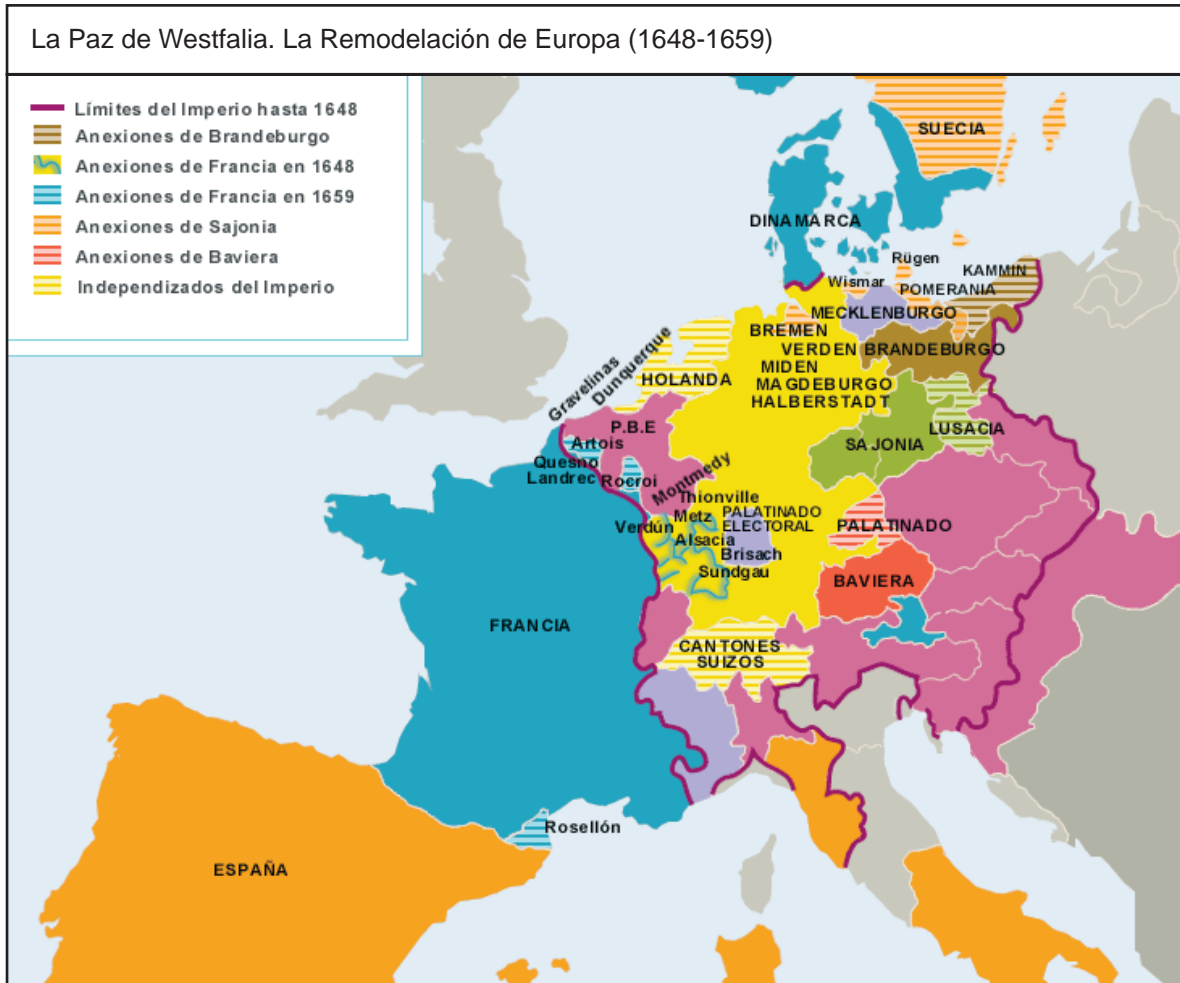 La Paz de Westfalia. La Remodelación de Europa (1648-1659)
Límites del Imperio hasta 1648
Anexiones de Brandeburgo
Anexiones de Francia en 1648
Anexiones de Francia en 1659
Anexiones de Sajonia
Anexiones de Baviera
Independizados del Imperio
SUECIA
DINAMARCA
Rügen
KAMMIN
Wismar
POMERANIA
MECKLENBURGO
BREMEN
VERDEN
BRANDEBURGO
MIDEN
MAGDEBURGO
HALBERSTADT
Gravelinas
Dunquerque
HOLANDA
P.B.E
Artois
LUSACIA
SAJONIA
Quesno
Landrec
Rocroi
Montmedy
Thionville
Metz
PALATINADO
ELECTORAL
Verdún
Alsacia
Brisach
Sundgau
PALATINADO
BAVIERA
FRANCIA
CANTONES
SUIZOS
Rosellón
ESPAÑA